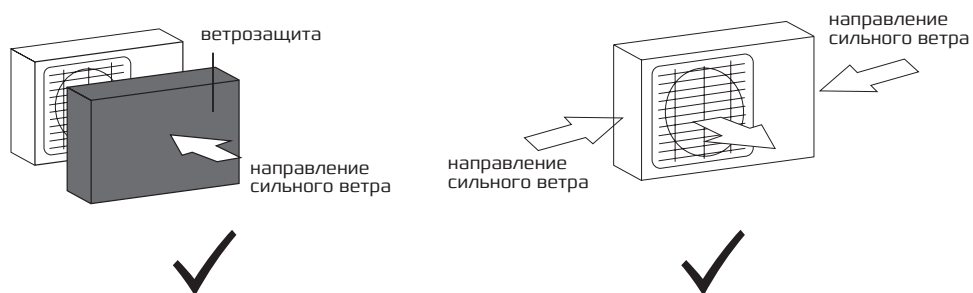 ветрозащита
направление
сильного ветра
направление
сильного ветра
направление
сильного ветра